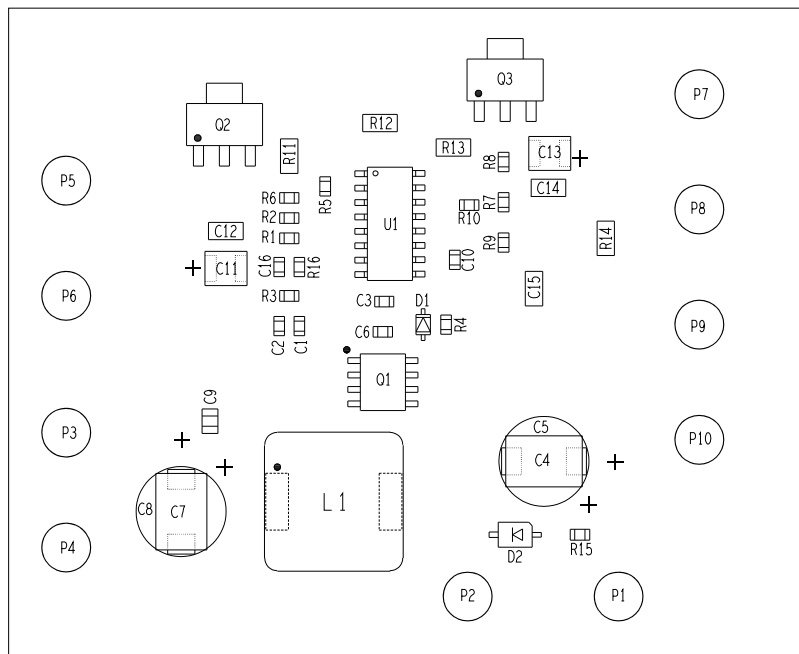 Q3
P7
Q2
R12
R13
R8
C13
+
R11
P5
R6
R5
C14
R2
U1
R10
R7
P8
C12
R1
R9
R14
+
C11
C16
R16
C10
P6
R3
C3
D1
C15
C2
C1
C6
R4
P9
Q1
C9
C5
P3
+
+
C4
+
P10
C8
C7
L1
+
P4
D2
R15
P2
P1